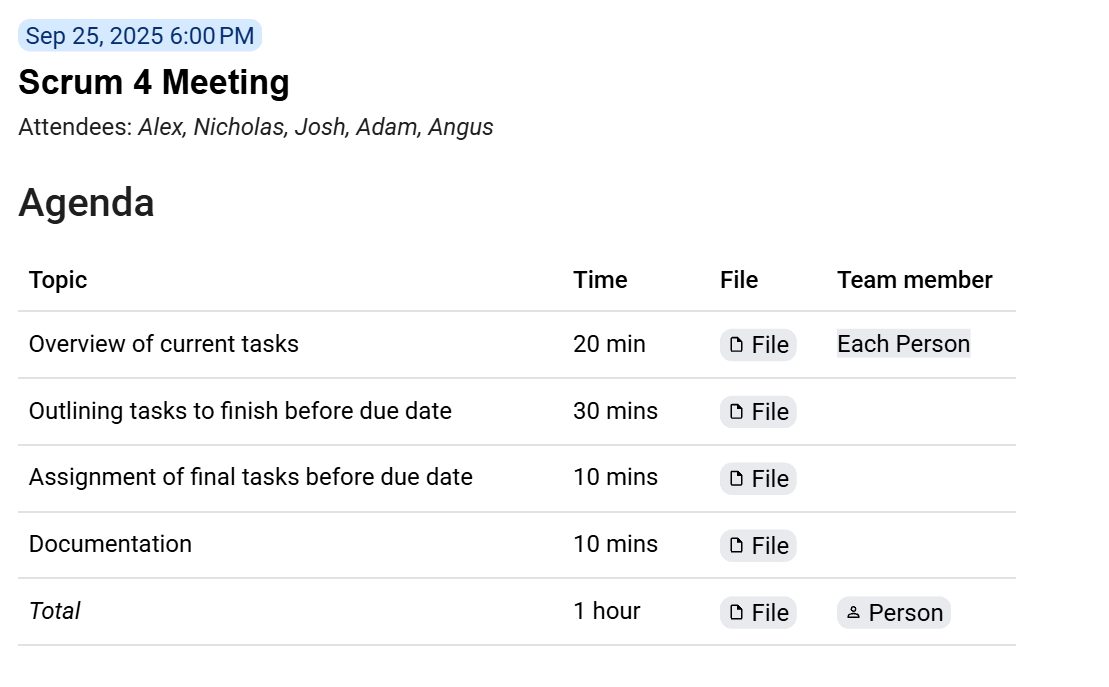 Sep 25, 2025 6:00 PM
Scrum 4 Meeting
Attendees: Alex, Nicholas, Josh, Adam, Angus
Agenda
Topic Time File Team member
Overview of current tasks 20 min File Each Person
Outlining tasks to finish before due date 30 mins File
Assignment of final tasks before due date 10 mins File
Documentation 10 mins File
Total 1 hour File Person